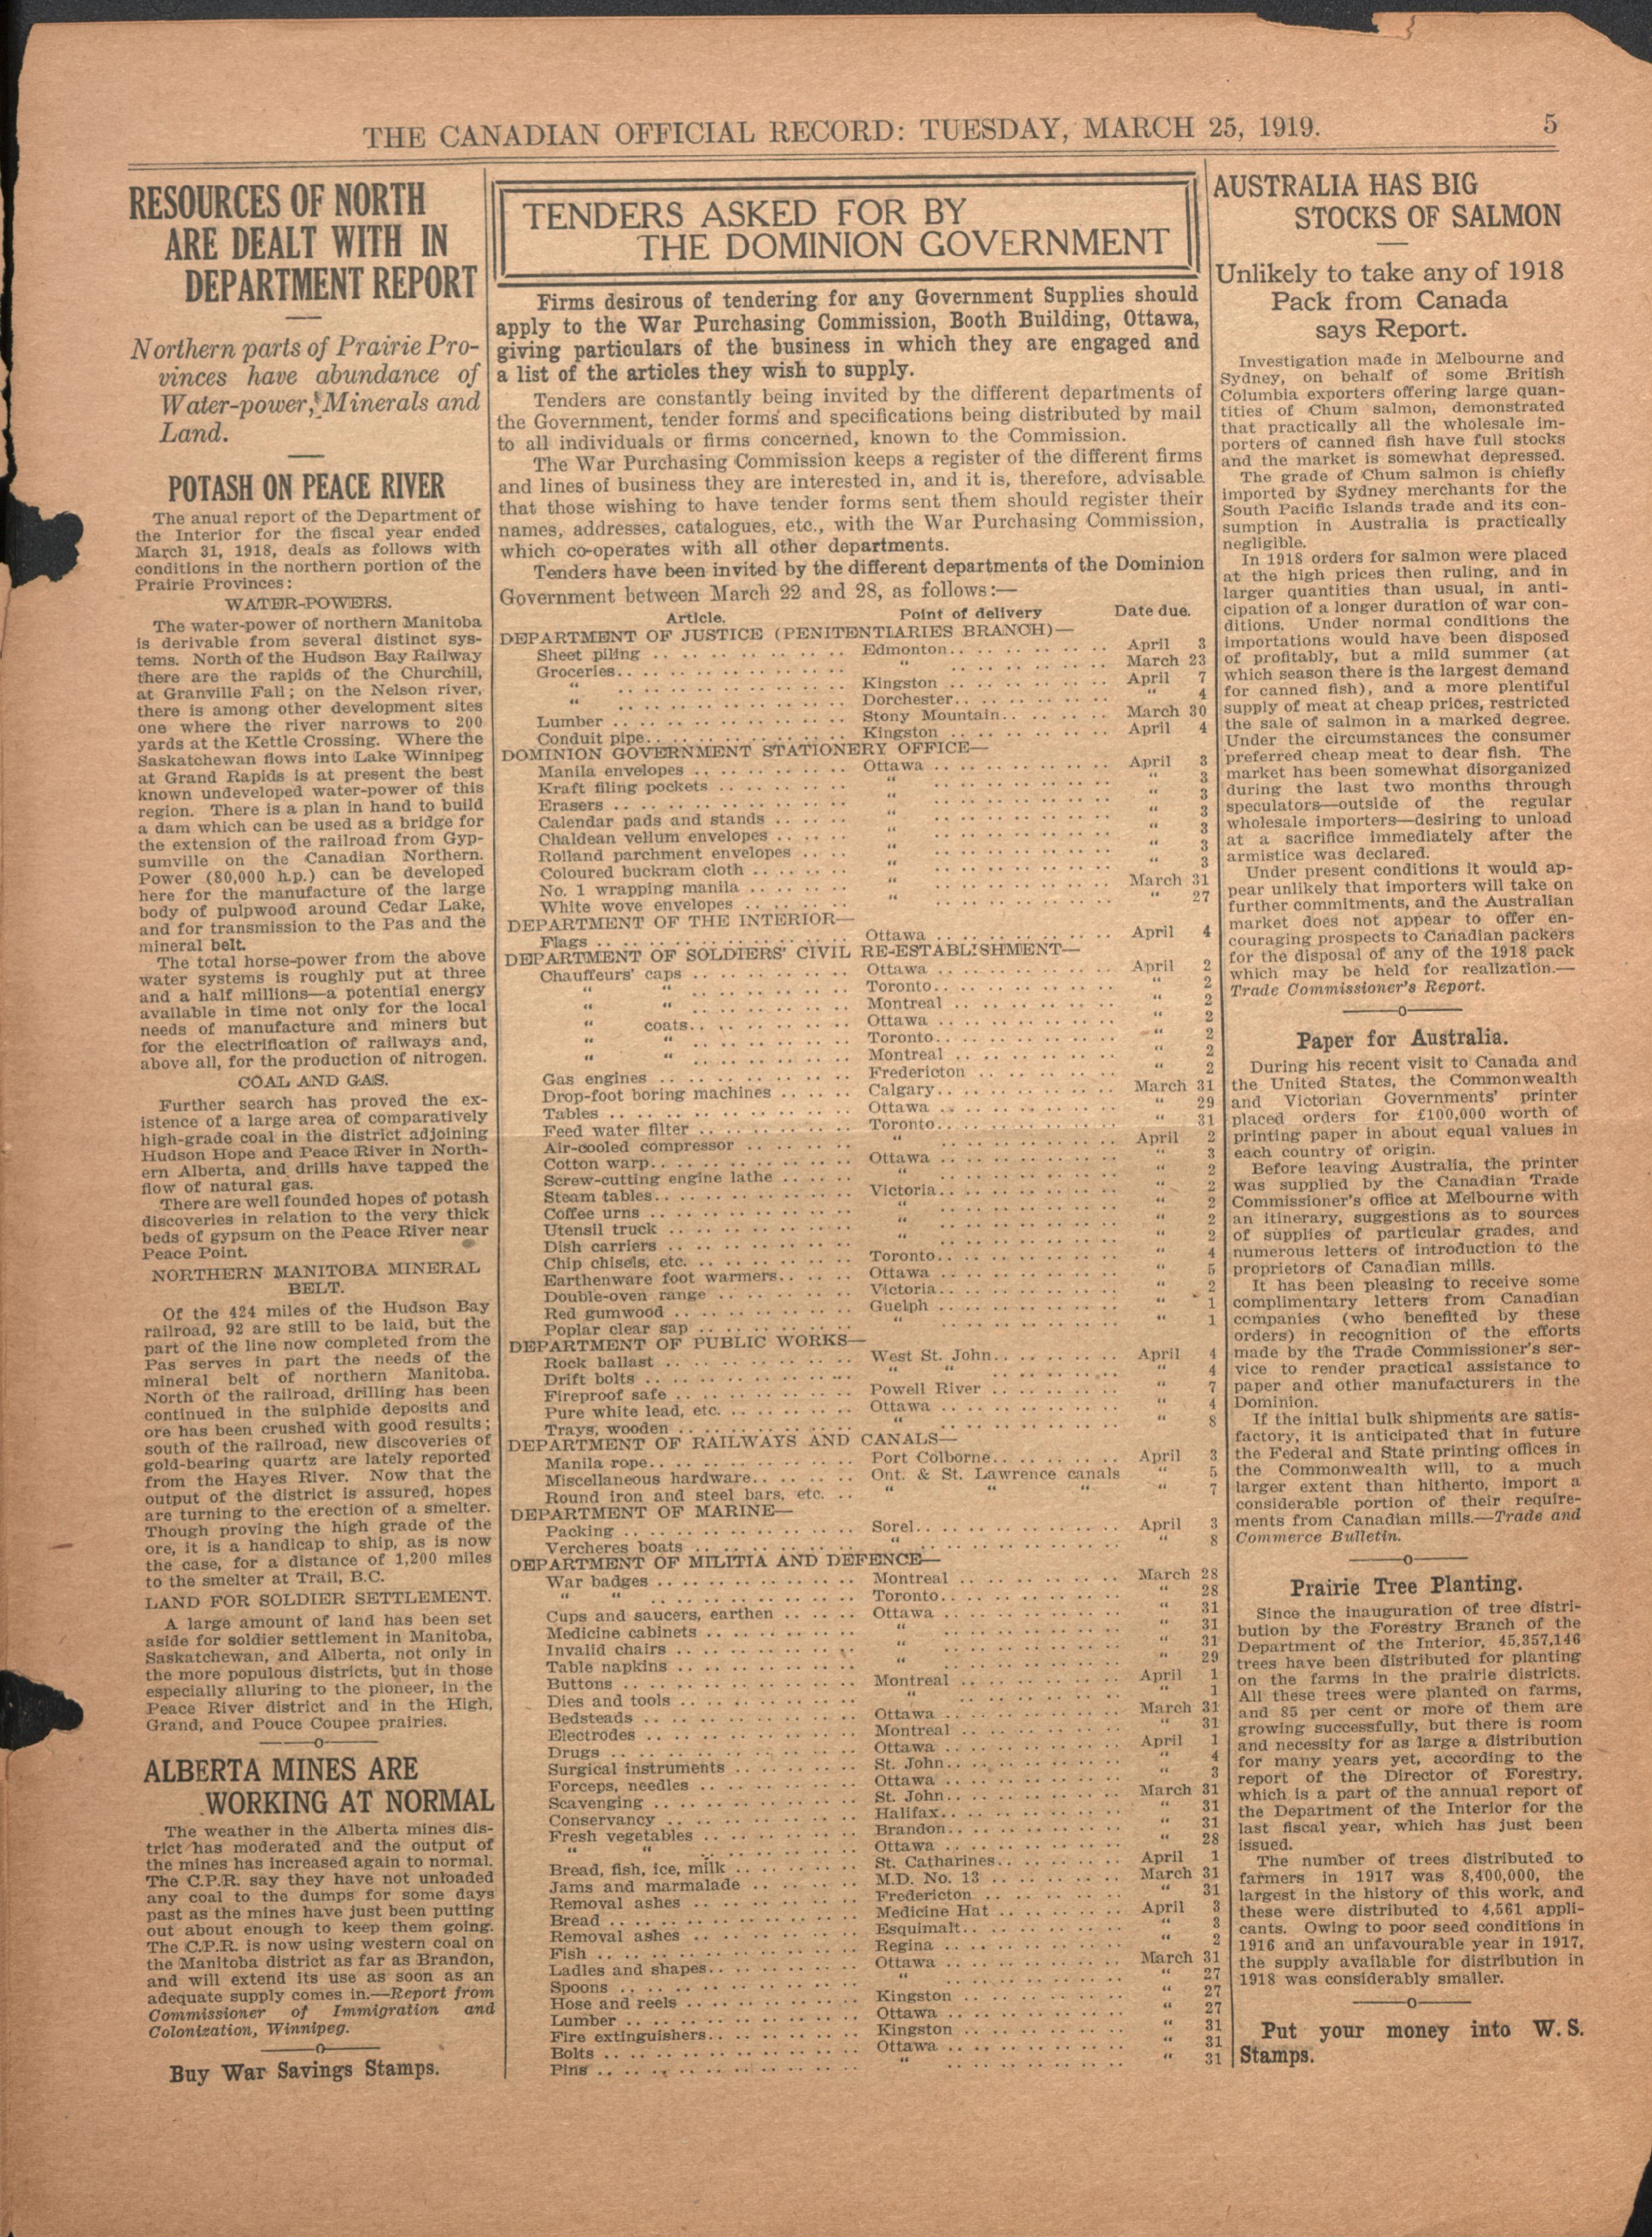 THE CANADIAN OFFICIAL RECORD: TUESDAY, MARCH 25, 1919.
5
RESOURCES OF NORTH
ARE DEALT WITH IN
DEPARTMENT REPORT
Northern parts of Prairie Pro-
vinces have abundance of
Water-power, Minerals and
Land.
POTASH ON PEACE RIVER
The anual report of the Department of
the Interior for the fiscal year ended
March 31, 1918, deals as follows with
conditions in the northern portion of the
Prairie Provinces:
WATER-POWERS.
The water-power of northern Manitoba
is derivable from several distinct sys-
tems. North of the Hudson Bay Railway
there are the rapids of the Churchill,
at Granville Fall; on the Nelson river,
there is among other development sites
one where the river narrows to 200
yards at the Kettle Crossing. Where the
Saskatchewan flows into Lake Winnipeg
at Grand Rapids is at present the best
known undeveloped water-power of this
region. There is a plan in hand to build
a dam which can be used as a bridge for
the extension of the railroad from Gyp-
sumville on the Canadian Northern.
Power (80,000 h.p.) can be developed
here for the manufacture of the large
body of pulpwood around Cedar Lake,
and for transmission to the Pas and the
mineral belt.
The total horse-power from the above
water systems is roughly put at three
and a half millions—a potential energy
available in time not only for the local
needs of manufacture and miners but
for the electrification of railways and,
above all, for the production of nitrogen.
COAL AND GAS.
Further search has proved the ex-
istence of a large area of comparatively
high-grade coal in the district adjoining
Hudson Hope and Peace River in North-
ern Alberta, and drills have tapped the
flow of natural gas.
There are well founded hopes of potash
discoveries in relation to the very thick
beds of gypsum on the Peace River near
Peace Point.
NORTHERN MANITOBA MINERAL
BELT.
Of the 424 miles of the Hudson Bay
railroad, 92 are still to be laid, but the
part of the line now completed from the
Pas serves in part the needs of the
mineral belt of northern Manitoba.
North of the railroad, drilling has been
continued in the sulphide deposits and
ore has been crushed with good results;
south of the railroad, new discoveries of
gold-bearing quartz are lately reported
from the Hayes River. Now that the
output of the district is assured, hopes
are turning to the erection of a smelter.
Though proving the high grade of the
ore, it is a handicap to ship, as is now
the case, for a distance of 1,200 miles
to the smelter at Trail, B.C.
LAND FOR SOLDIER SETTLEMENT.
A large amount of land has been set
aside for soldier settlement in Manitoba,
Saskatchewan, and Alberta, not only in
the more populous districts, but in those
especially alluring to the pioneer, in the
Peace River district and in the High,
Grand, and Pouce Coupee prairies.
ALBERTA MINES ARE
WORKING AT NORMAL
The weather in the Alberta mines dis-
trict has moderated and the output of
the mines has increased again to normal.
The C.P.R. say they have not unloaded
any coal to the dumps for some days
past as the mines have just been putting
out about enough to keep them going.
The C.P.R. is now using western coal on
the Manitoba district as far as Brandon,
and will extend its use as soon as an
adequate supply comes in.—Report from
Commissioner of Immigration and
Colonization, Winnipeg.
Buy War Savings Stamps.
TENDERS ASKED FOR BY
THE DOMINION GOVERNMENT
Firms desirous of tendering for any Government Supplies should
apply to the War Purchasing Commission, Booth Building, Ottawa,
giving particulars of the business in which they are engaged and
a list of the articles they wish to supply.
Tenders are constantly being invited by the different departments of
the Government, tender forms and specifications being distributed by mail
to all individuals or firms concerned, known to the Commission.
The War Purchasing Commission keeps a register of the different firms
and lines of business they are interested in, and it is, therefore, advisable
that those wishing to have tender forms sent them should register their
names, addresses, catalogues, etc., with the War Purchasing Commission,
which co-operates with all other departments.
Tenders have been invited by the different departments of the Dominion
Government between March 22 and 28, as follows:—
Article. Point of delivery Date due.
DEPARTMENT OF JUSTICE (PENITENTIARIES BRANCH)—
Sheet piling .. .. Edmonton.. .. April 3
Groceries.. .. " .. .. March 23
" .. .. Kingston .. .. April 7
" .. .. Dorchester.. .. " 4
Lumber .. .. Stony Mountain.. .. March 30
Conduit pipe.. .. Kingston .. .. April 4
DOMINION GOVERNMENT STATIONERY OFFICE—
Manila envelopes .. .. Ottawa .. .. April 3
Kraft filing pockets .. .. " .. .. " 3
Erasers .. .. " .. .. " 3
Calendar pads and stands .. .. " .. .. " 3
Chaldean vellum envelopes .. .. " .. .. " 3
Rolland parchment envelopes .. .. " .. .. " 3
Coloured buckram cloth .. .. " .. .. " 3
No. 1 wrapping manila .. .. " .. .. March 31
White wove envelopes .. .. " .. .. " 27
DEPARTMENT OF THE INTERIOR—
Flags .. .. Ottawa .. .. April 4
DEPARTMENT OF SOLDIERS' CIVIL RE-ESTABLISHMENT—
Chauffeurs' caps .. .. Ottawa .. .. April 2
" " .. .. Toronto.. .. " 2
" " .. .. Montreal .. .. " 2
" coats.. .. Ottawa .. .. " 2
" " .. .. Toronto.. .. " 2
" " .. .. Montreal .. .. " 2
Gas engines .. .. Fredericton .. .. " 2
Drop-foot boring machines .. .. Calgary.. .. March 31
Tables .. .. Ottawa .. .. " 29
Feed water filter .. .. Toronto.. .. " 31
Air-cooled compressor .. .. " .. .. April 2
Cotton warp.. .. Ottawa .. .. " 3
Screw-cutting engine lathe .. .. " .. .. " 2
Steam tables.. .. Victoria.. .. " 2
Coffee urns .. .. " .. .. " 2
Utensil truck .. .. " .. .. " 2
Dish carriers .. .. " .. .. " 2
Chip chisels, etc. .. .. Toronto.. .. " 4
Earthenware foot warmers.. .. Ottawa .. .. " 5
Double-oven range .. .. Victoria.. .. " 2
Red gumwood .. .. Guelph .. .. " 1
Poplar clear sap .. .. " .. .. " 1
DEPARTMENT OF PUBLIC WORKS—
Rock ballast .. .. West St. John.. .. April 4
Drift bolts .. .. " " .. .. " 4
Fireproof safe .. .. Powell River .. .. " 7
Pure white lead, etc. .. .. Ottawa .. .. " 4
Trays, wooden .. .. " .. .. " 8
DEPARTMENT OF RAILWAYS AND CANALS—
Manila rope.. .. Port Colborne.. .. April 3
Miscellaneous hardware.. .. Ont. & St. Lawrence canals " 5
Round iron and steel bars, etc. .. " " " " 7
DEPARTMENT OF MARINE—
Packing .. .. Sorel.. .. April 3
Vercheres boats .. .. " .. .. " 8
DEPARTMENT OF MILITIA AND DEFENCE—
War badges .. .. Montreal .. .. March 28
" " .. .. Toronto.. .. " 28
Cups and saucers, earthen .. .. Ottawa .. .. " 31
Medicine cabinets .. .. " .. .. " 31
Invalid chairs .. .. " .. .. " 31
Table napkins .. .. " .. .. " 29
Buttons .. .. Montreal .. .. April 1
Dies and tools .. .. " .. .. " 1
Bedsteads .. .. Ottawa .. .. March 31
Electrodes .. .. Montreal .. .. " 31
Drugs .. .. Ottawa .. .. April 1
Surgical instruments .. .. St. John.. .. " 4
Forceps, needles .. .. Ottawa .. .. " 3
Scavenging .. .. St. John.. .. March 31
Conservancy .. .. Halifax.. .. " 31
Fresh vegetables .. .. Brandon.. .. " 31
" " .. .. Ottawa .. .. " 28
Bread, fish, ice, milk .. .. St. Catharines.. .. April 1
Jams and marmalade .. .. M.D. No. 13 .. .. March 31
Removal ashes .. .. Fredericton .. .. " 31
Bread .. .. Medicine Hat .. .. April 3
Removal ashes .. .. Esquimalt.. .. " 3
Fish .. .. Regina .. .. " 2
Ladles and shapes.. .. Ottawa .. .. March 31
Spoons .. .. " .. .. " 27
Hose and reels .. .. Kingston .. .. " 27
Lumber .. .. Ottawa .. .. " 27
Fire extinguishers.. .. Kingston .. .. " 31
Bolts .. .. Ottawa .. .. " 31
Pins .. .. " .. .. " 31
AUSTRALIA HAS BIG
STOCKS OF SALMON
Unlikely to take any of 1918
Pack from Canada
says Report.
Investigation made in Melbourne and
Sydney, on behalf of some British
Columbia exporters offering large quan-
tities of Chum salmon, demonstrated
that practically all the wholesale im-
porters of canned fish have full stocks
and the market is somewhat depressed.
The grade of Chum salmon is chiefly
imported by Sydney merchants for the
South Pacific Islands trade and its con-
sumption in Australia is practically
negligible.
In 1918 orders for salmon were placed
at the high prices then ruling, and in
larger quantities than usual, in anti-
cipation of a longer duration of war con-
ditions. Under normal conditions the
importations would have been disposed
of profitably, but a mild summer (at
which season there is the largest demand
for canned fish), and a more plentiful
supply of meat at cheap prices, restricted
the sale of salmon in a marked degree.
Under the circumstances the consumer
preferred cheap meat to dear fish. The
market has been somewhat disorganized
during the last two months through
speculators—outside of the regular
wholesale importers—desiring to unload
at a sacrifice immediately after the
armistice was declared.
Under present conditions it would ap-
pear unlikely that importers will take on
further commitments, and the Australian
market does not appear to offer en-
couraging prospects to Canadian packers
for the disposal of any of the 1918 pack
which may be held for realization.—
Trade Commissioner's Report.
Paper for Australia.
During his recent visit to Canada and
the United States, the Commonwealth
and Victorian Governments' printer
placed orders for £100,000 worth of
printing paper in about equal values in
each country of origin.
Before leaving Australia, the printer
was supplied by the Canadian Trade
Commissioner's office at Melbourne with
an itinerary, suggestions as to sources
of supplies of particular grades, and
numerous letters of introduction to the
proprietors of Canadian mills.
It has been pleasing to receive some
complimentary letters from Canadian
companies (who benefited by these
orders) in recognition of the efforts
made by the Trade Commissioner's ser-
vice to render practical assistance to
paper and other manufacturers in the
Dominion.
If the initial bulk shipments are satis-
factory, it is anticipated that in future
the Federal and State printing offices in
the Commonwealth will, to a much
larger extent than hitherto, import a
considerable portion of their require-
ments from Canadian mills.—Trade and
Commerce Bulletin.
Prairie Tree Planting.
Since the inauguration of tree distri-
bution by the Forestry Branch of the
Department of the Interior, 45,357,146
trees have been distributed for planting
on the farms in the prairie districts.
All these trees were planted on farms,
and 85 per cent or more of them are
growing successfully, but there is room
and necessity for as large a distribution
for many years yet, according to the
report of the Director of Forestry,
which is a part of the annual report of
the Department of the Interior for the
last fiscal year, which has just been
issued.
The number of trees distributed to
farmers in 1917 was 8,400,000, the
largest in the history of this work, and
these were distributed to 4,561 appli-
cants. Owing to poor seed conditions in
1916 and an unfavourable year in 1917,
the supply available for distribution in
1918 was considerably smaller.
Put your money into W. S.
Stamps.